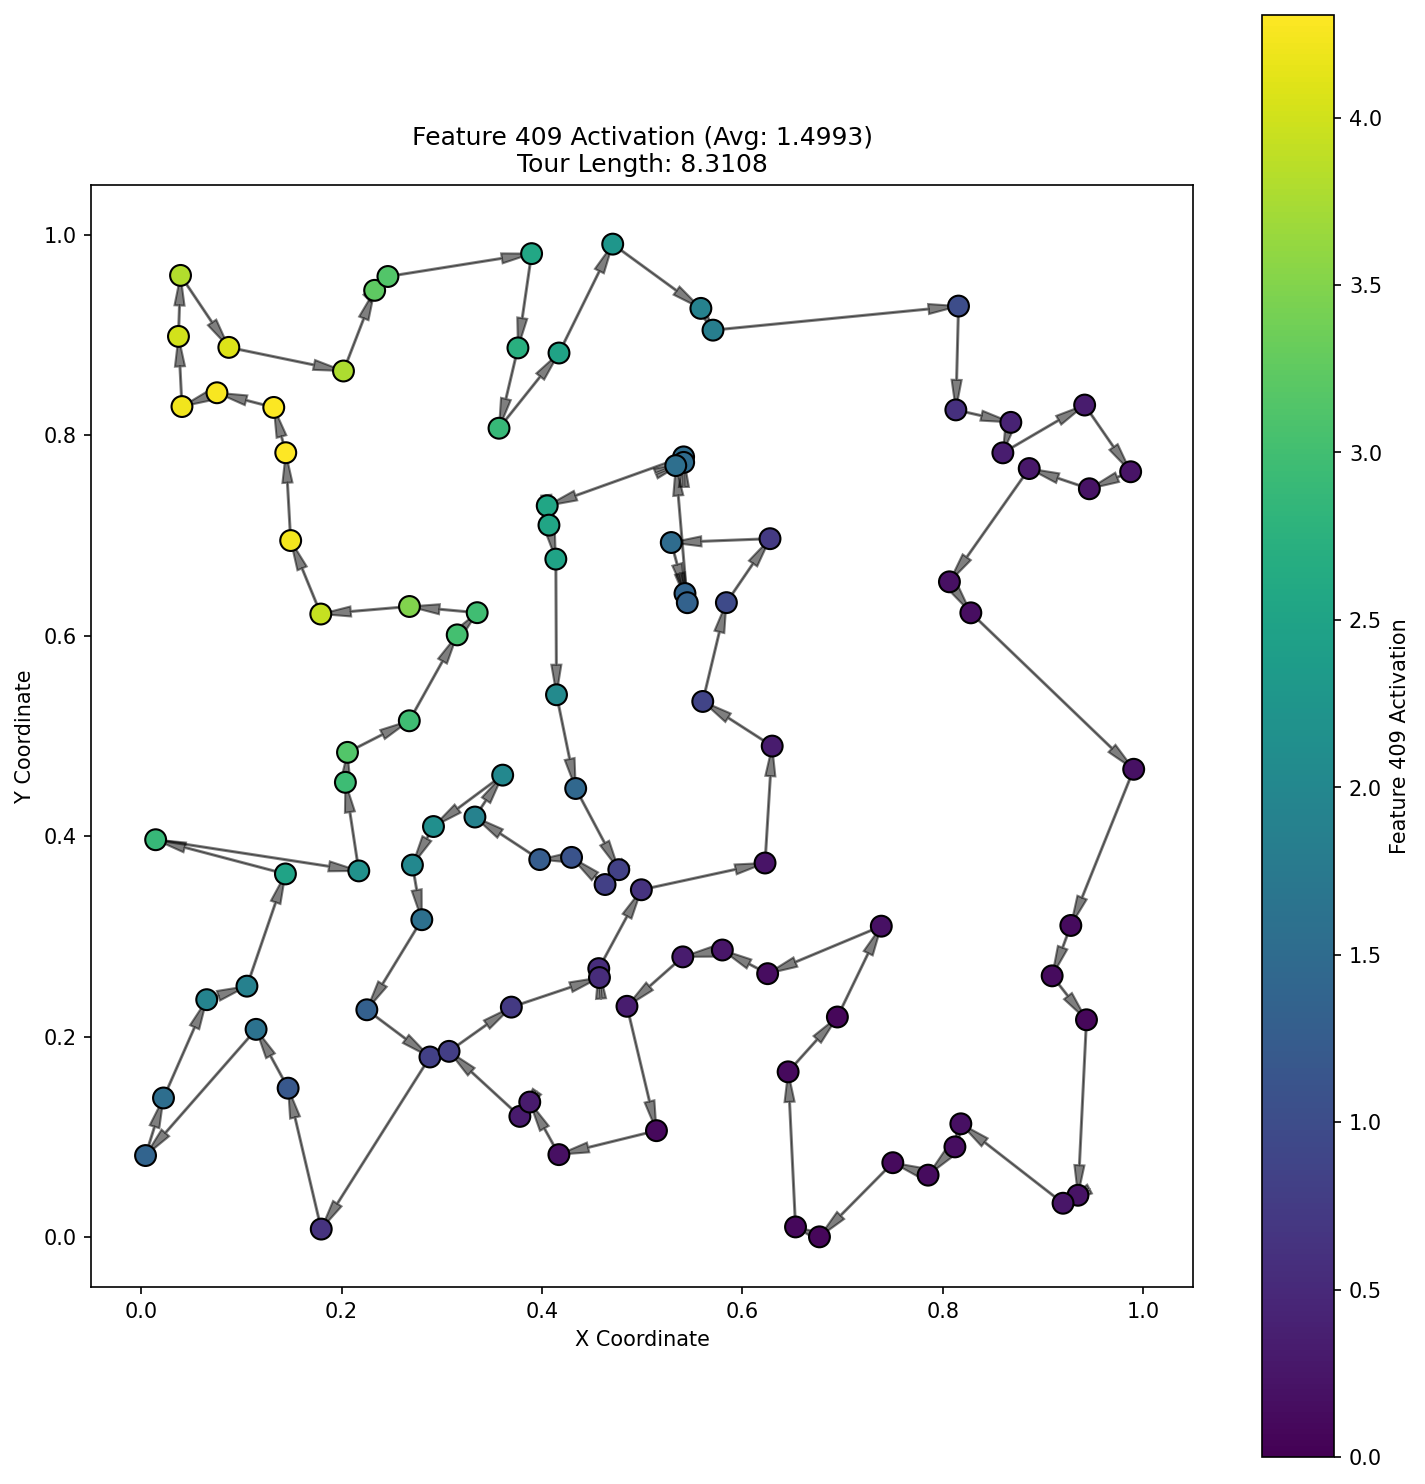 Feature 409 Activation (Avg: 1.4993)
Tour Length: 8.3108
1.0
0.8
0.6
0.4
0.2
0.0
Y Coordinate
0.0 0.2 0.4 0.6 0.8 1.0
X Coordinate
4.0
3.5
3.0
2.5
2.0
1.5
1.0
0.5
0.0
Feature 409 Activation